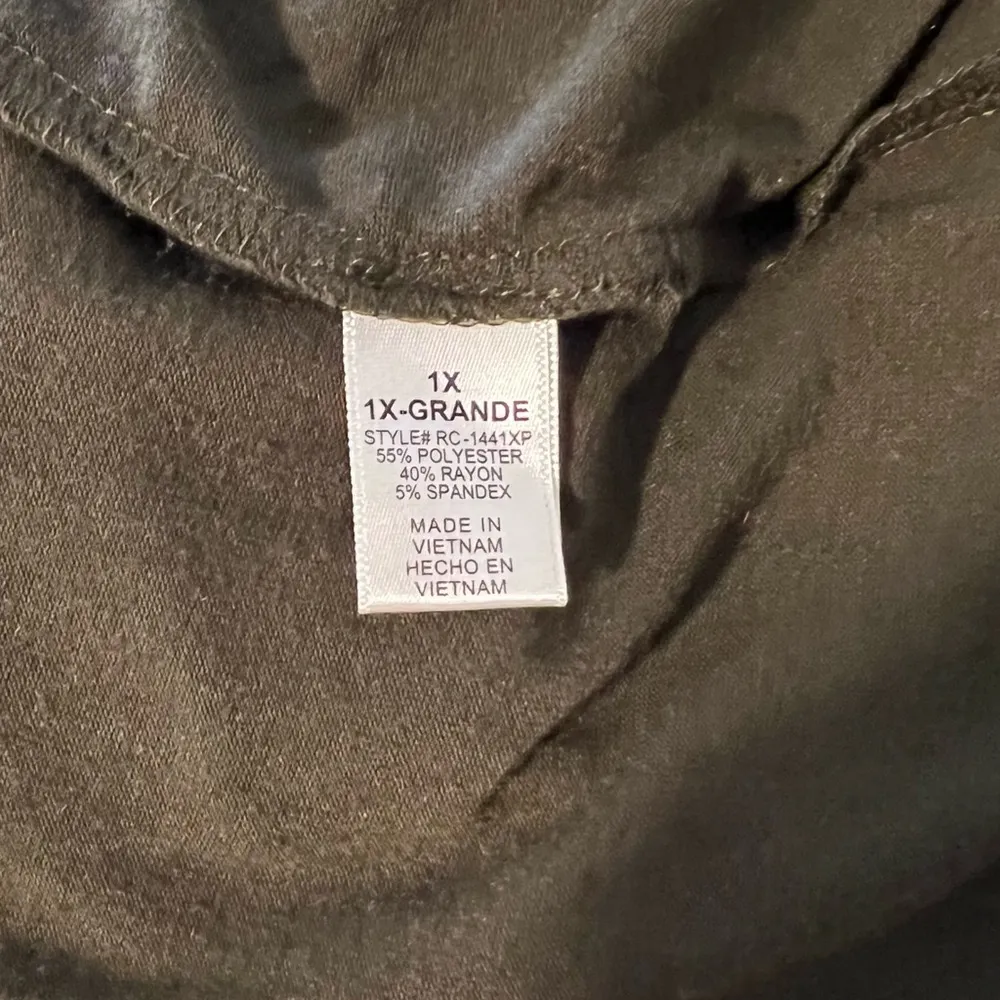 1X
1X-GRANDE
STYLE# RC-1441XP
55% POLYESTER
40% RAYON
5% SPANDEX
MADE IN
VIETNAM
HECHO EN
VIETNAM